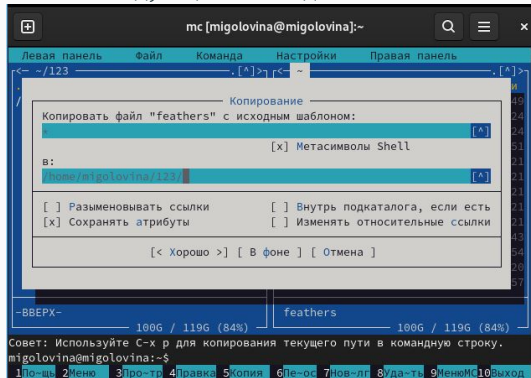 mc [migolovina@migolovina]:~
Левая панель Файл Команда Настройки Правая панель
<- ~/123 .[^]> <- ~ .[^]>
Копирование
Копировать файл "feathers" с исходным шаблоном:
* [^]
[x] Метасимволы Shell
в:
/home/migolovina/123/ [^]
[ ] Разыменовывать ссылки [ ] Внутрь подкаталога, если есть
[x] Сохранять атрибуты [ ] Изменять относительные ссылки
[< Хорошо >] [ В фоне ] [ Отмена ]
-ВВЕРХ- feathers
100G / 119G (84%) 100G / 119G (84%)
Совет: Используйте C-x p для копирования текущего пути в командную строку.
migolovina@migolovina:~$
1По~щь 2Меню 3Про~тр 4Правка 5Копия 6Пе~ос 7Нов~лг 8Уда~ть 9МенюMC 10Выход